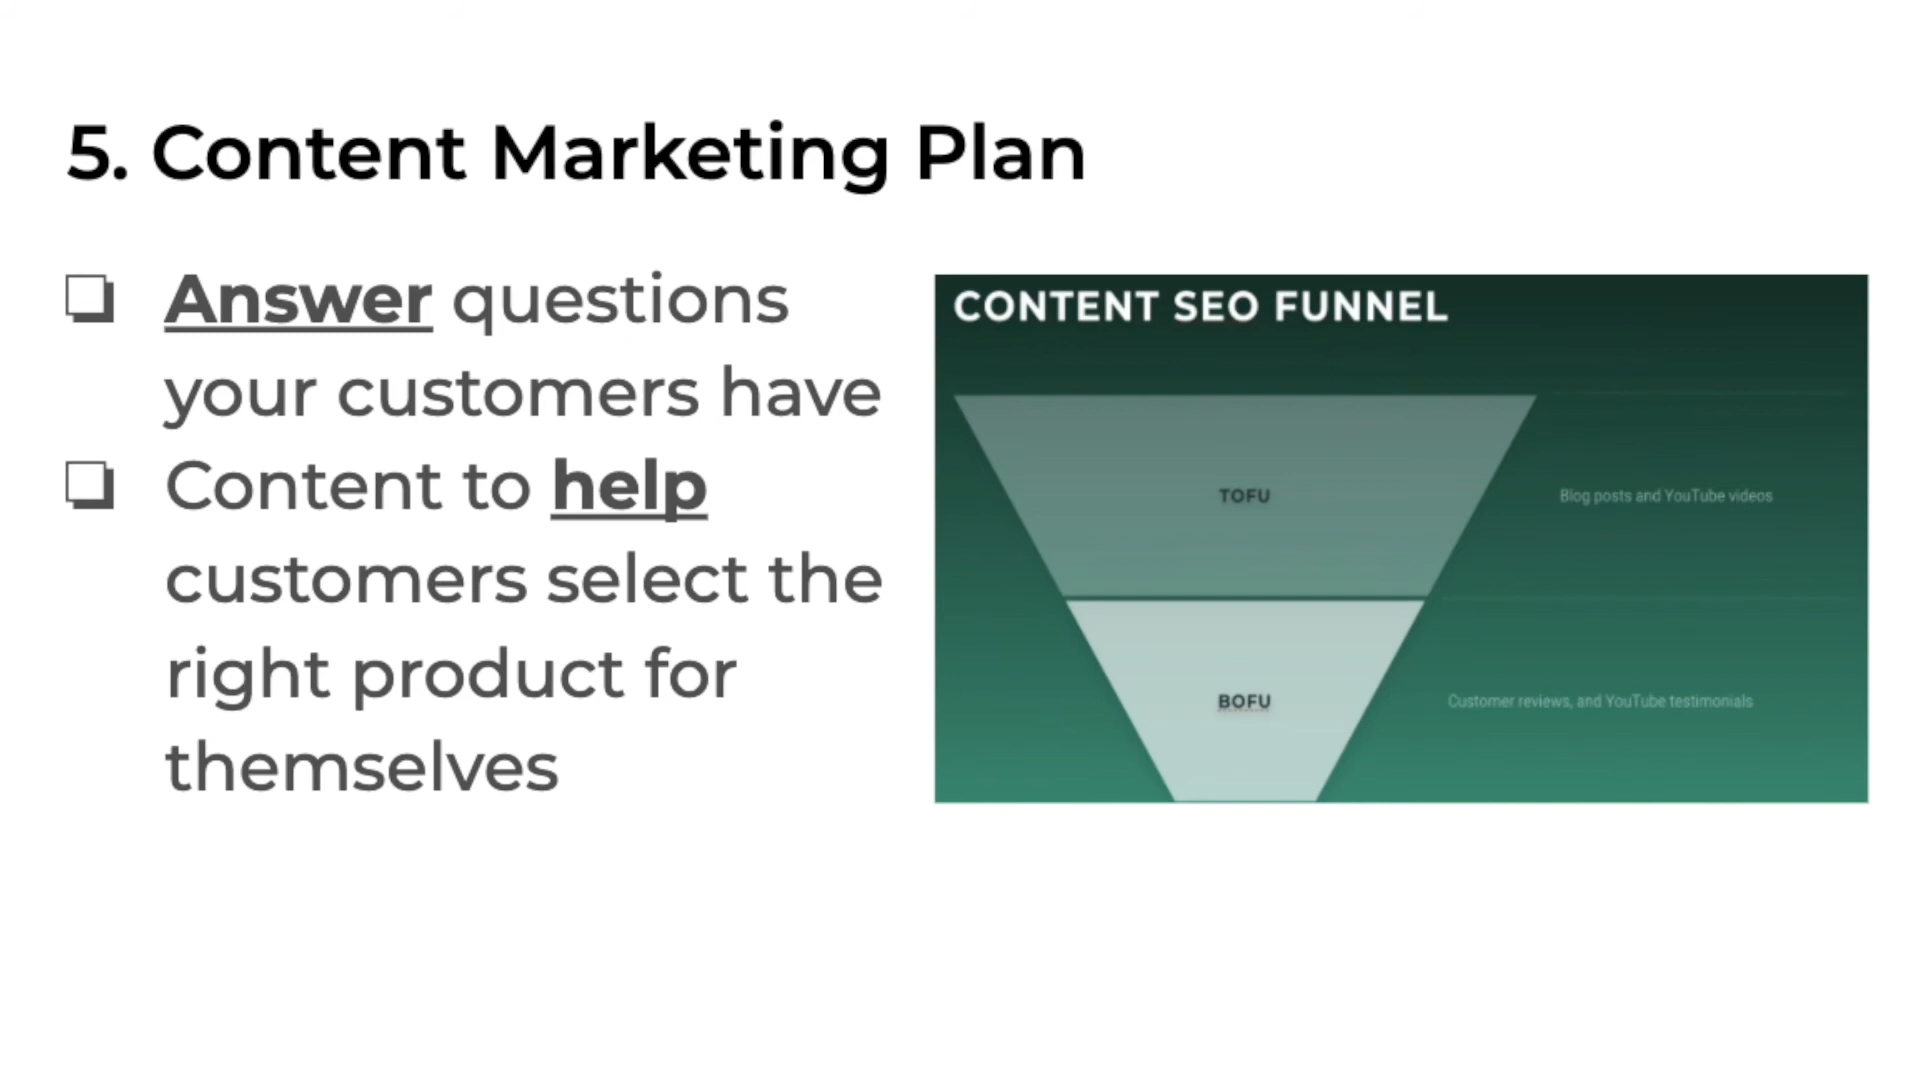 5. Content Marketing Plan
Answer questions
your customers have
Content to help
customers select the
right product for
themselves
CONTENT SEO FUNNEL
TOFU
Blog posts and YouTube videos
BOFU
Customer reviews, and YouTube testimonials